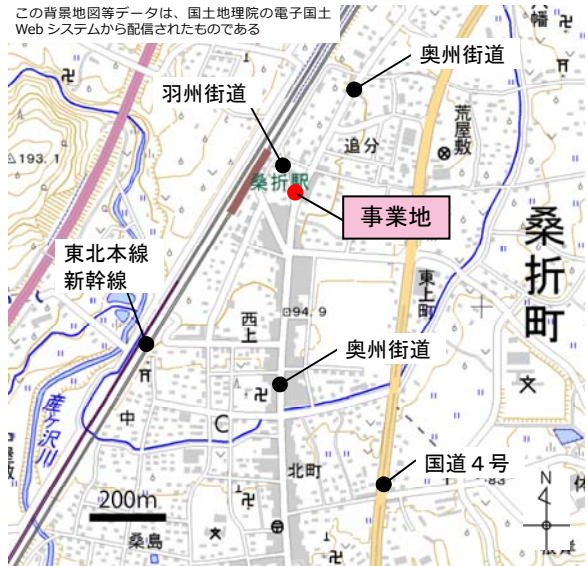 この背景地図等データは、国土地理院の電子国土
Web システムから配信されたものである
八幡
奥州街道
羽州街道
荒屋敷
追分
193.1
桑折駅
事業地
桑折町
東北本線
新幹線
東上町
西上
94.9
奥州街道
産ヶ沢川
中
北町
国道4号
83
200m
桑島
N